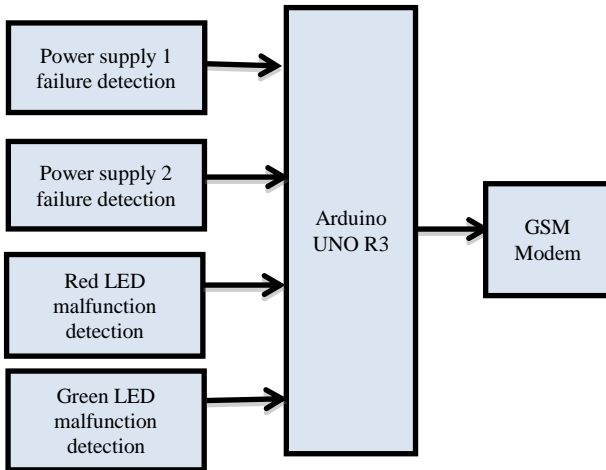 Power supply 1
failure detection
Power supply 2
failure detection
Red LED
malfunction
detection
Green LED
malfunction
detection
Arduino
UNO R3
GSM
Modem